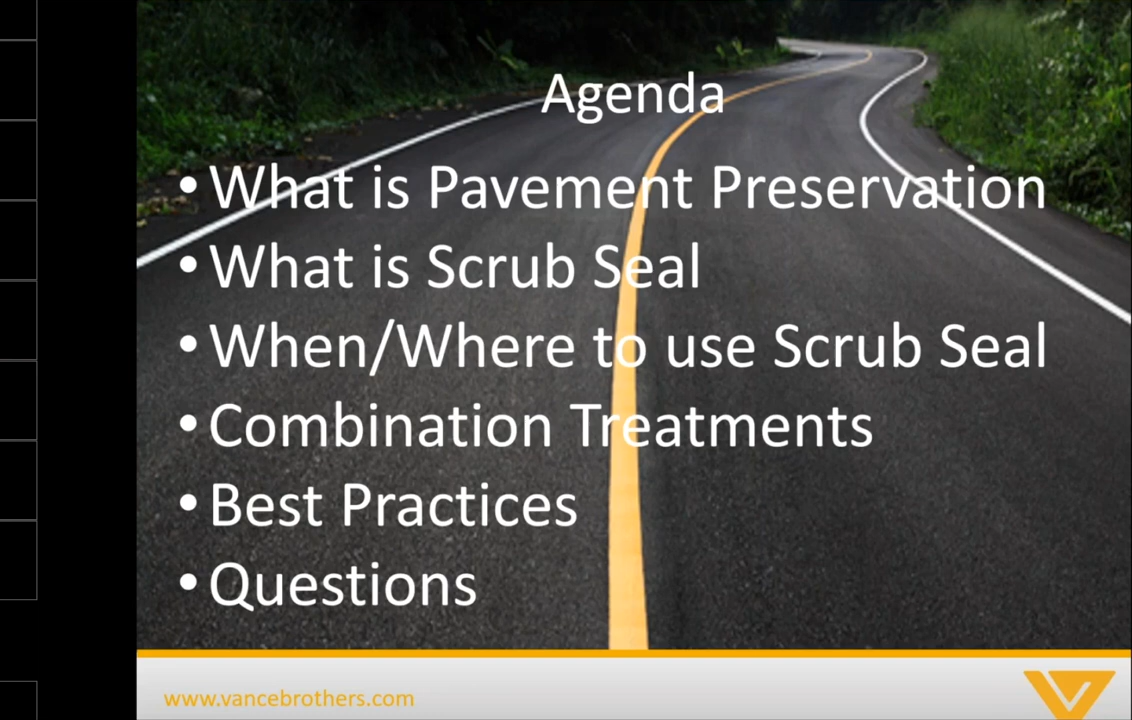 Agenda
• What is Pavement Preservation
• What is Scrub Seal
• When/Where to use Scrub Seal
• Combination Treatments
• Best Practices
• Questions
www.vancebrothers.com